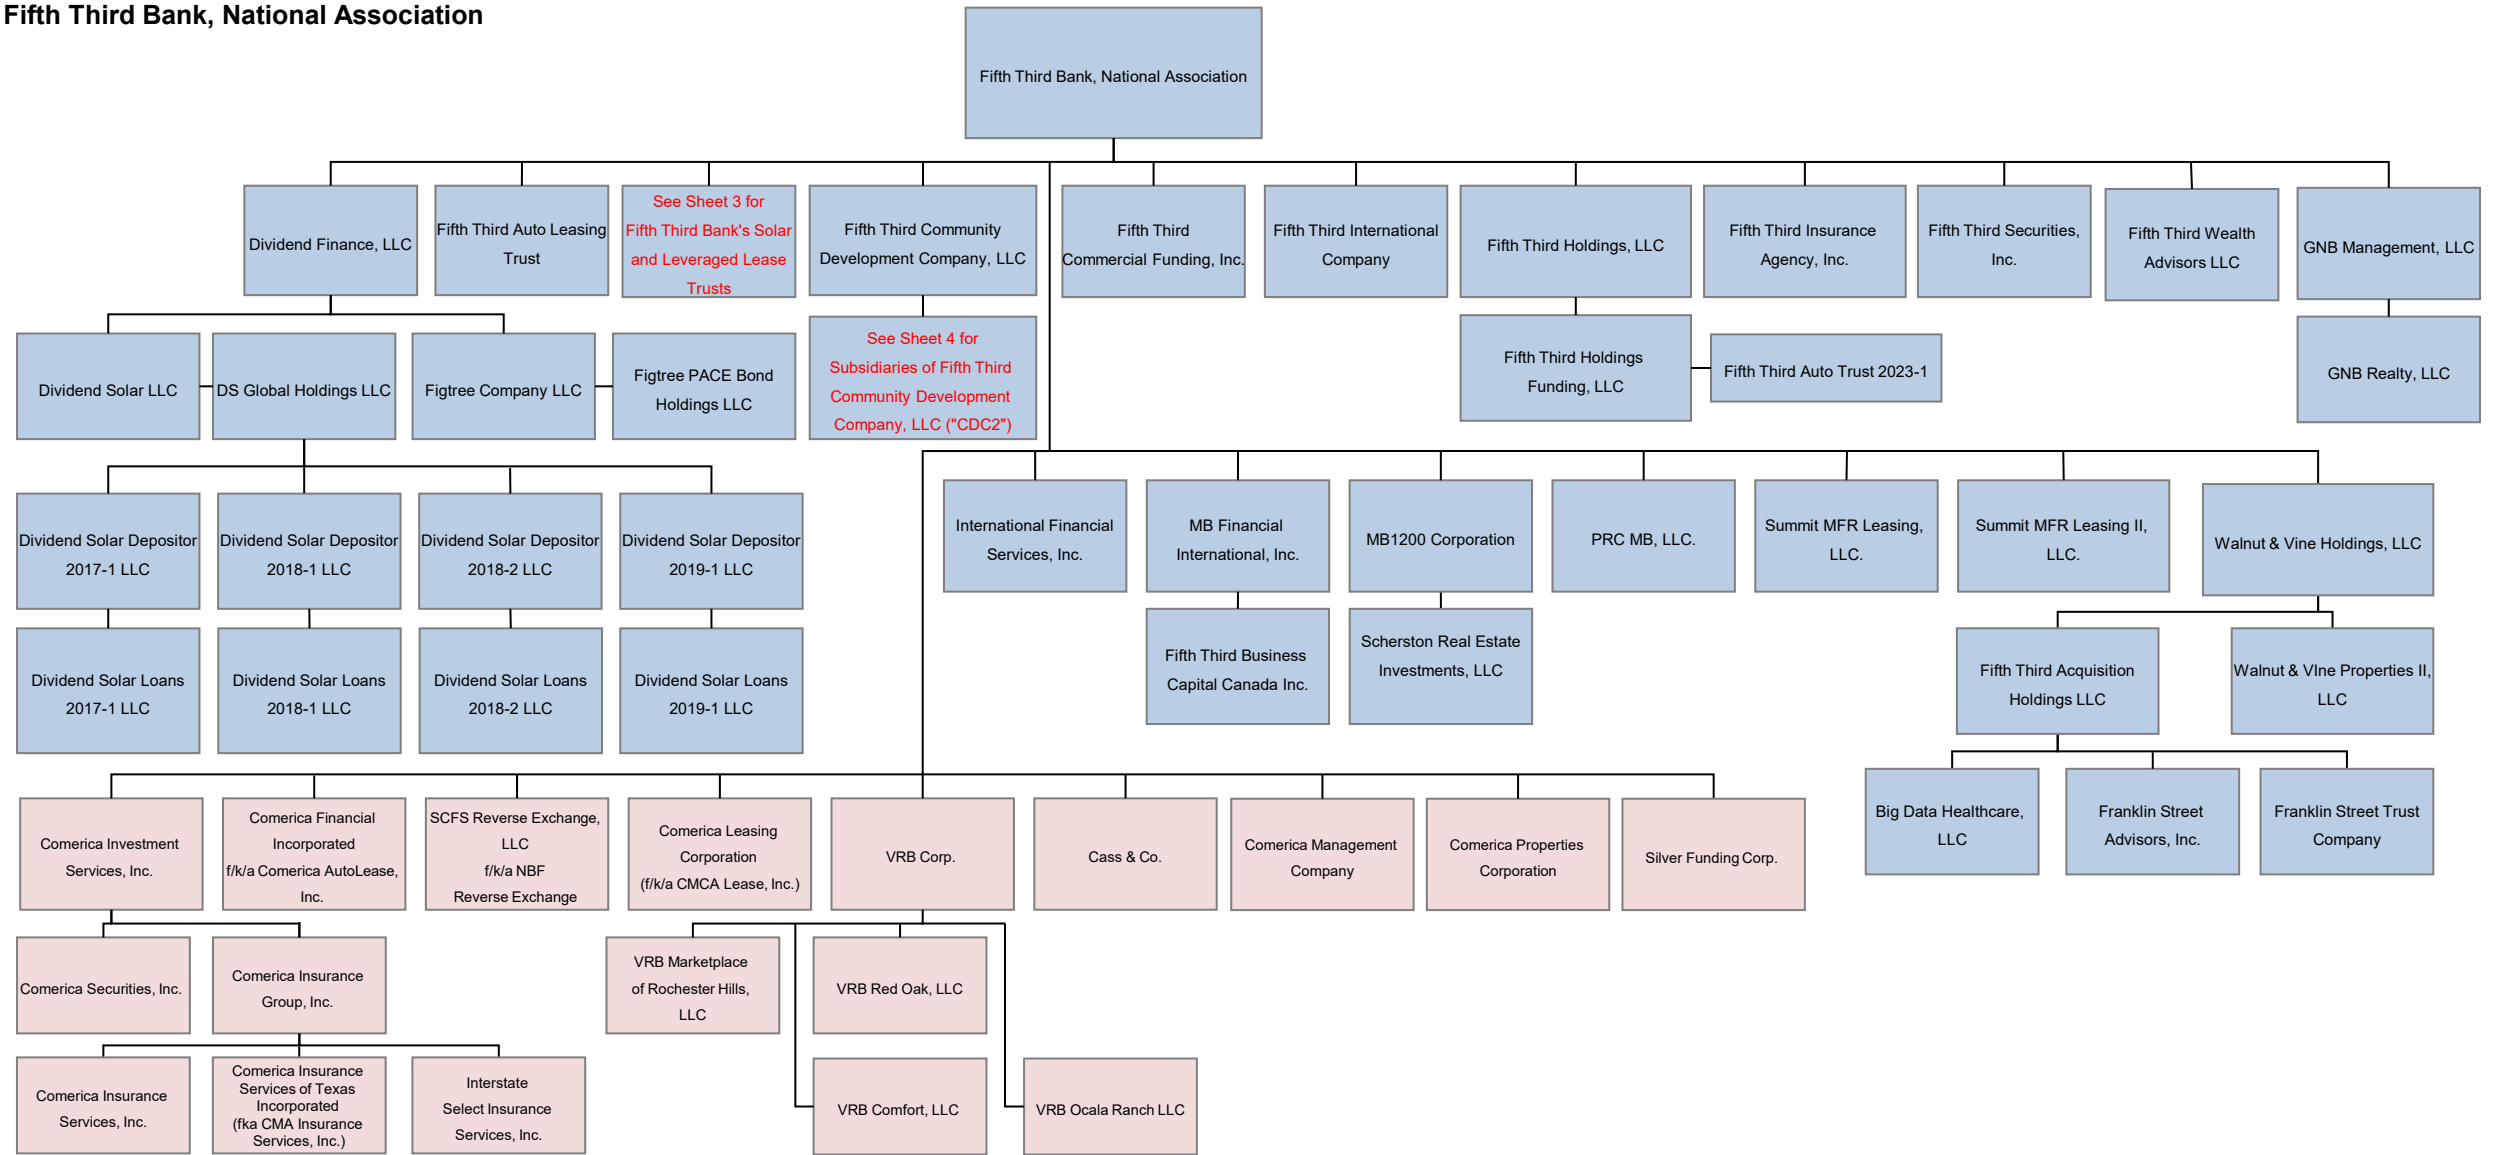 Fifth Third Bank, National Association
Fifth Third Bank, National Association
Dividend Finance, LLC
Fifth Third Auto Leasing
Trust
See Sheet 3 for
Fifth Third Bank's Solar
and Leveraged Lease
Trusts
Fifth Third Community
Development Company, LLC
Fifth Third
Commercial Funding, Inc.
Fifth Third International
Company
Fifth Third Holdings, LLC
Fifth Third Insurance
Agency, Inc.
Fifth Third Securities,
Inc.
Fifth Third Wealth
Advisors LLC
GNB Management, LLC
Dividend Solar LLC
DS Global Holdings LLC
Figtree Company LLC
Figtree PACE Bond
Holdings LLC
See Sheet 4 for
Subsidiaries of Fifth Third
Community Development
Company, LLC ("CDC2")
Fifth Third Holdings
Funding, LLC
Fifth Third Auto Trust 2023-1
GNB Realty, LLC
Dividend Solar Depositor
2017-1 LLC
Dividend Solar Depositor
2018-1 LLC
Dividend Solar Depositor
2018-2 LLC
Dividend Solar Depositor
2019-1 LLC
International Financial
Services, Inc.
MB Financial
International, Inc.
MB1200 Corporation
PRC MB, LLC.
Summit MFR Leasing,
LLC.
Summit MFR Leasing II,
LLC.
Walnut & Vine Holdings, LLC
Dividend Solar Loans
2017-1 LLC
Dividend Solar Loans
2018-1 LLC
Dividend Solar Loans
2018-2 LLC
Dividend Solar Loans
2019-1 LLC
Fifth Third Business
Capital Canada Inc.
Scherston Real Estate
Investments, LLC
Fifth Third Acquisition
Holdings LLC
Walnut & VIne Properties II,
LLC
Big Data Healthcare,
LLC
Franklin Street
Advisors, Inc.
Franklin Street Trust
Company
Comerica Investment
Services, Inc.
Comerica Financial
Incorporated
f/k/a Comerica AutoLease,
Inc.
SCFS Reverse Exchange,
LLC
f/k/a NBF
Reverse Exchange
Comerica Leasing
Corporation
(f/k/a CMCA Lease, Inc.)
VRB Corp.
Cass & Co.
Comerica Management
Company
Comerica Properties
Corporation
Silver Funding Corp.
Comerica Securities, Inc.
Comerica Insurance
Group, Inc.
VRB Marketplace
of Rochester Hills,
LLC
VRB Red Oak, LLC
Comerica Insurance
Services, Inc.
Comerica Insurance
Services of Texas
Incorporated
(fka CMA Insurance
Services, Inc.)
Interstate
Select Insurance
Services, Inc.
VRB Comfort, LLC
VRB Ocala Ranch LLC